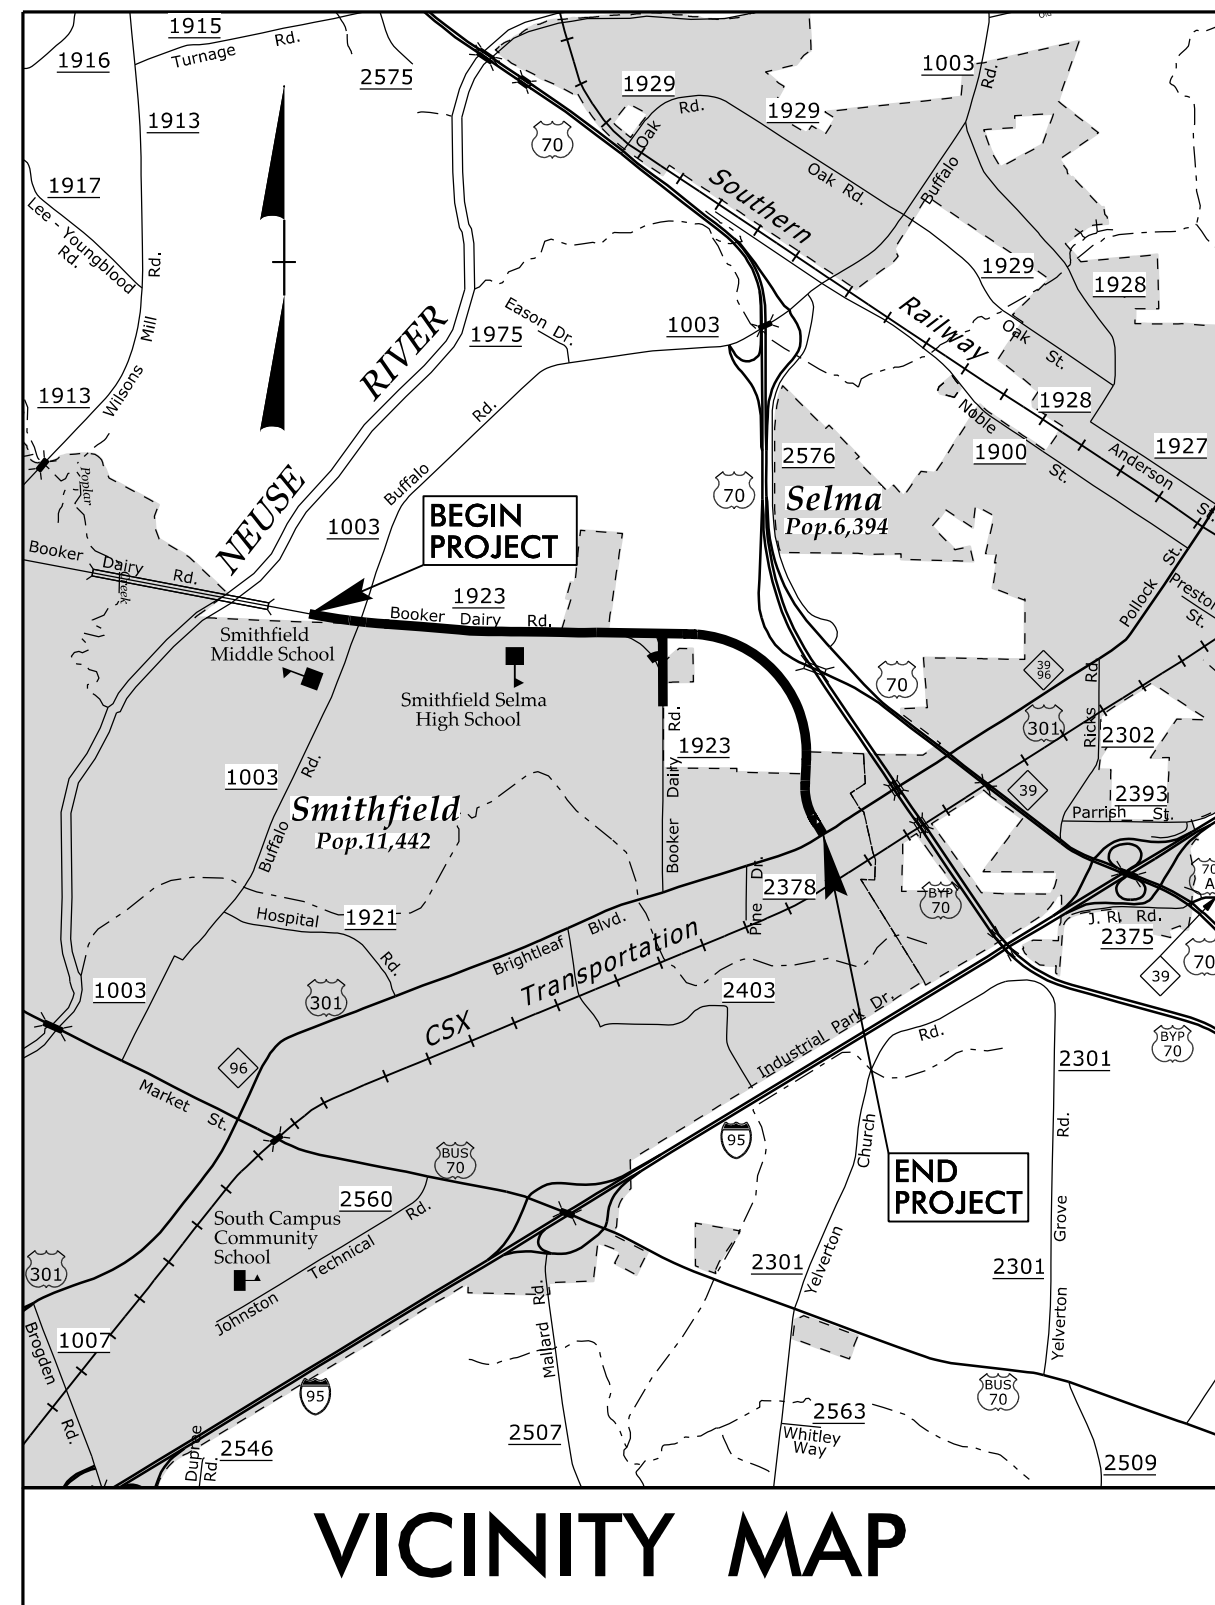 1915
Turnage Rd.
1916
2575
1913
1929
Oak Rd.
1929
1003
Rd.
70
1917
Lee - Youngblood
Rd.
Rd.
Oak Rd.
Buffalo
Southern
1929
1928
Mill
Wilsons
1913
RIVER
NEUSE
1975
Eason Dr.
1003
Railway
Oak St.
1928
1927
Noble
St.
1900
Anderson
St.
2576
70
Selma
Pop.6,394
Rd.
Buffalo
1003
Poplar
Creek
Booker Dairy Rd.
BEGIN
PROJECT
1923
Booker Dairy Rd.
Smithfield
Middle School
Smithfield Selma
High School
Pollock St.
St.
39
96
70
301
Ricks Rd
2302
39
2393
Parrish St.
1923
Booker Dairy Rd.
1003
Buffalo Rd.
Smithfield
Pop.11,442
2378
Pine Dr.
BYP
70
70
A
Hospital
1921
Rd.
Brightleaf Blvd.
CSX Transportation
2375
Rd.
39
70
1003
301
2403
Industrial Park Dr.
Rd.
BYP
70
96
Market St.
2301
95
Church
Rd.
BUS
70
END
PROJECT
2560
Rd.
Technical
Johnston
South Campus
Community
School
301
2301
Yelverton
2301
Grove
Yelverton
1007
Brogden
Rd.
Rd.
Mallard
95
BUS
70
2563
Whitley
Way
2507
2546
Dupree
Rd.
2509
VICINITY MAP